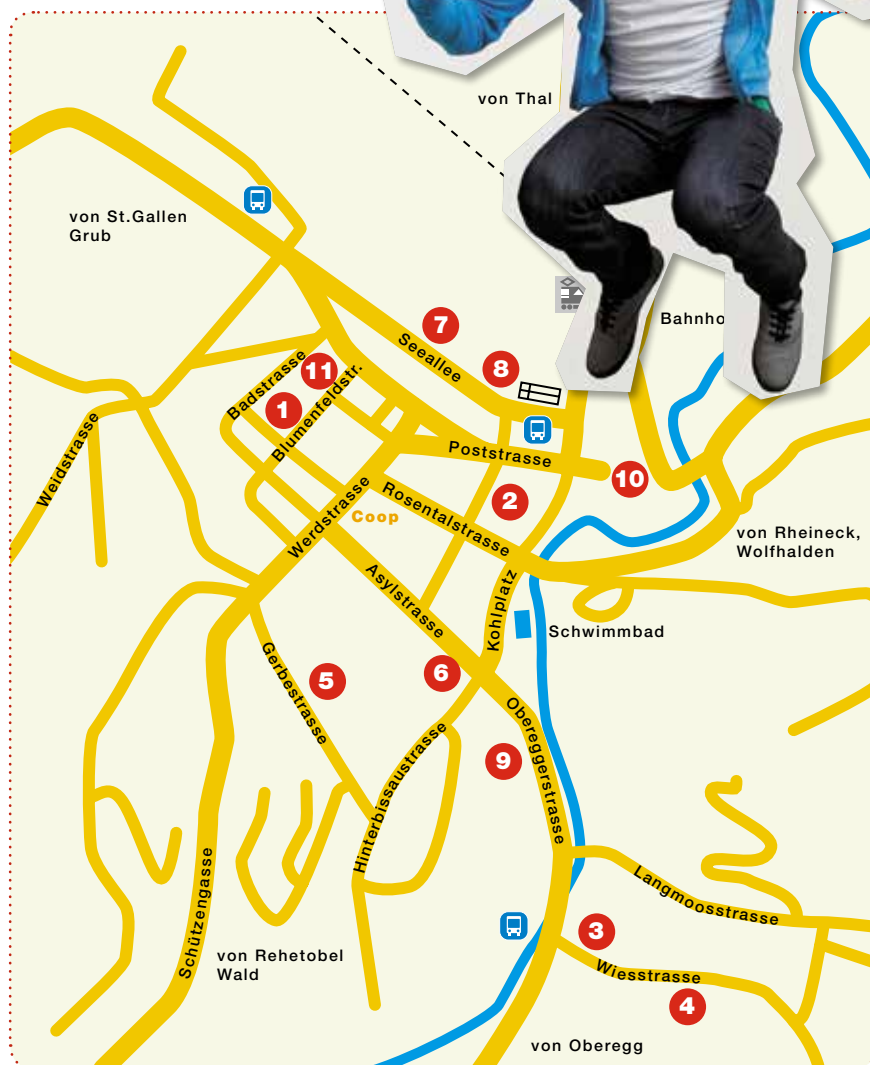 von Thal
von St.Gallen
Grub
7
Bahnho
Seeallee
8
11
Badstrasse
1
Blumenfeldstr.
Weidstrasse
Poststrasse
10
2
Rosentalstrasse
Coop
Werdstrasse
von Rheineck,
Wolfhalden
Asylstrasse
Kohlplatz
Schwimmbad
Gerbestrasse
5
6
Obereggerstrasse
9
Hinterbissaustrasse
Langmoosstrasse
Schützengasse
3
von Rehetobel
Wald
Wiesstrasse
4
von Oberegg